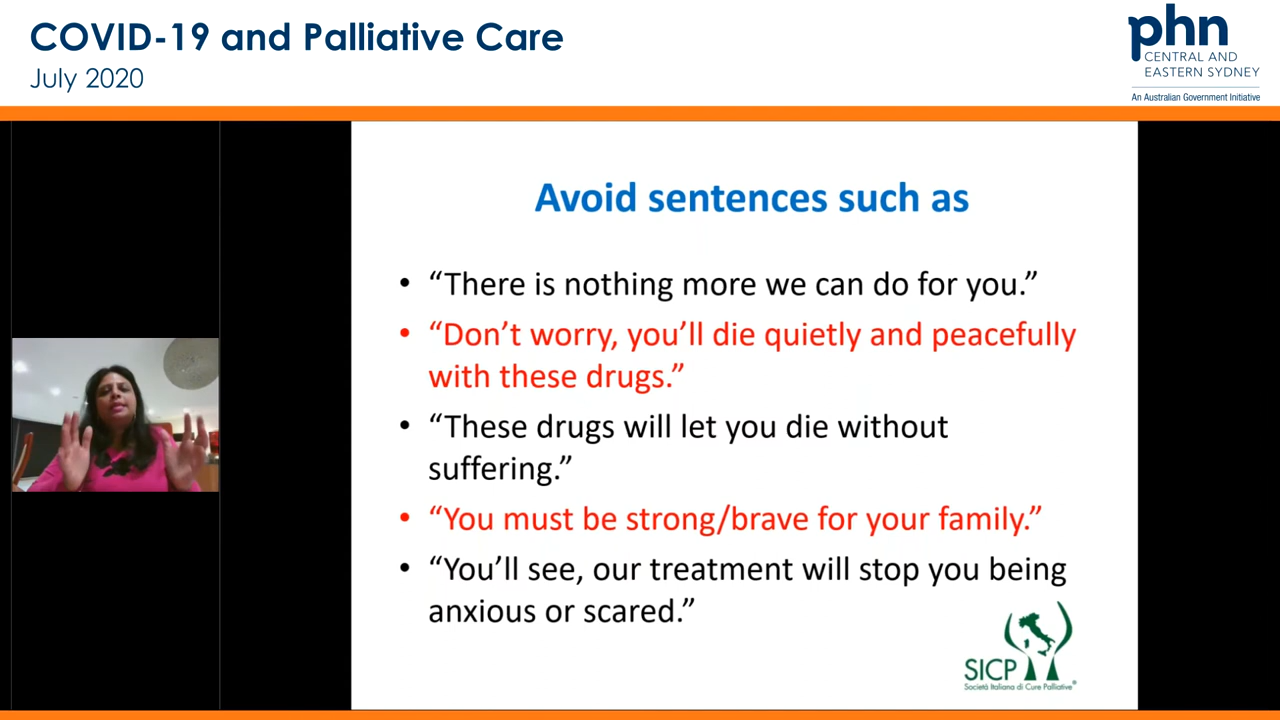 COVID-19 and Palliative Care
July 2020
phn
CENTRAL AND
EASTERN SYDNEY
An Australian Government Initiative
Avoid sentences such as
• “There is nothing more we can do for you.”
• “Don’t worry, you’ll die quietly and peacefully
with these drugs.”
• “These drugs will let you die without
suffering.”
• “You must be strong/brave for your family.”
• “You’ll see, our treatment will stop you being
anxious or scared.”
SICP
Società Italiana di Cure Palliative®